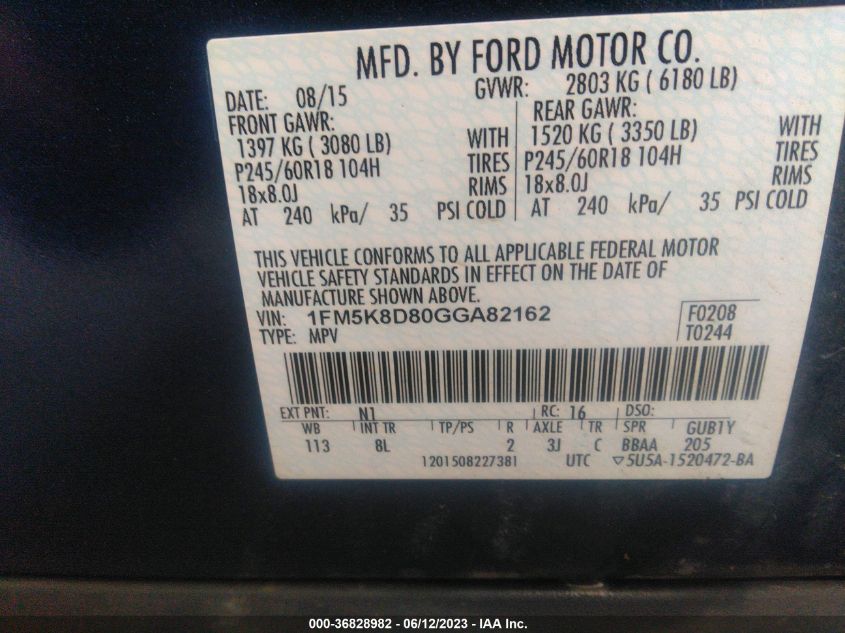 MFD. BY FORD MOTOR CO.
DATE: 08/15 GVWR: 2803 KG ( 6180 LB)
FRONT GAWR: REAR GAWR:
1397 KG ( 3080 LB) WITH 1520 KG ( 3350 LB) WITH
P245/60R18 104H TIRES P245/60R18 104H TIRES
18x8.0J RIMS 18x8.0J RIMS
AT 240 kPa/ 35 PSI COLD AT 240 kPa/ 35 PSI COLD
THIS VEHICLE CONFORMS TO ALL APPLICABLE FEDERAL MOTOR
VEHICLE SAFETY STANDARDS IN EFFECT ON THE DATE OF
MANUFACTURE SHOWN ABOVE.
VIN: 1FM5K8D80GGA82162 F0208
TYPE: MPV T0244
EXT PNT: N1 RC: 16 DSO:
WB INT TR TP/PS R AXLE TR SPR GUB1Y
113 8L 2 3J C BBAA 205
1201508227381 UTC ▽5U5A-1520472-BA
000-36828982 - 06/12/2023 - IAA Inc.